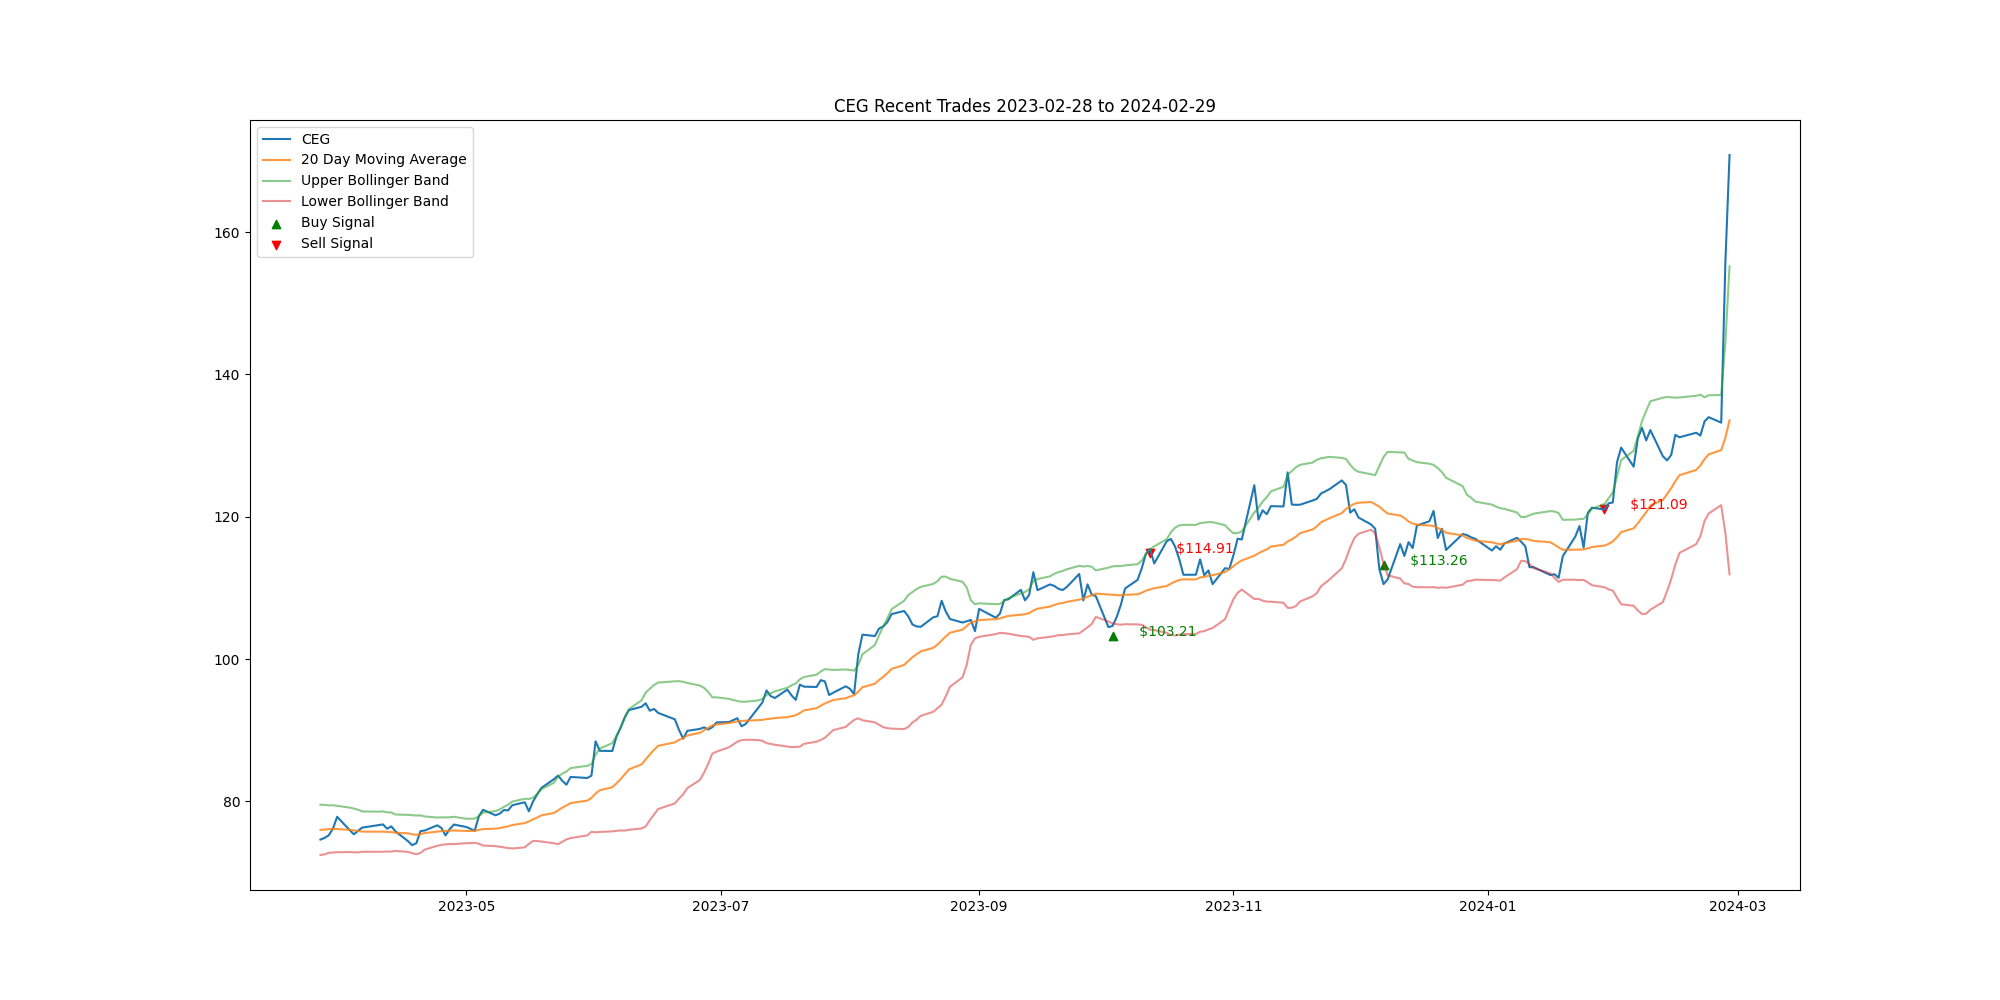 CEG Recent Trades 2023-02-28 to 2024-02-29
CEG
20 Day Moving Average
Upper Bollinger Band
Lower Bollinger Band
Buy Signal
Sell Signal
160
140
120
100
80
$114.91
$103.21
$113.26
$121.09
2023-05
2023-07
2023-09
2023-11
2024-01
2024-03